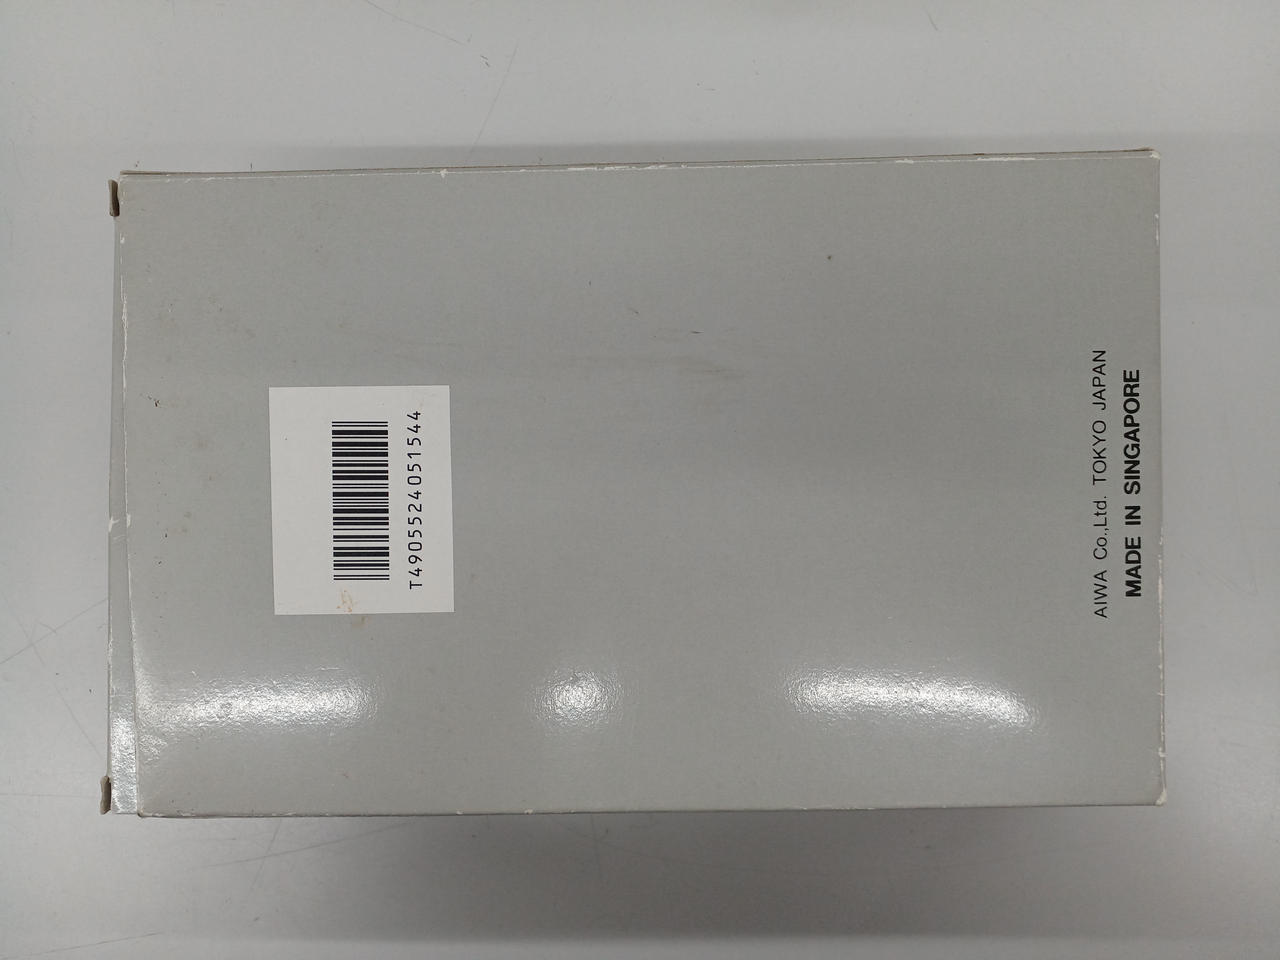 T4905524051544
AIWA Co.,Ltd. TOKYO JAPAN
MADE IN SINGAPORE